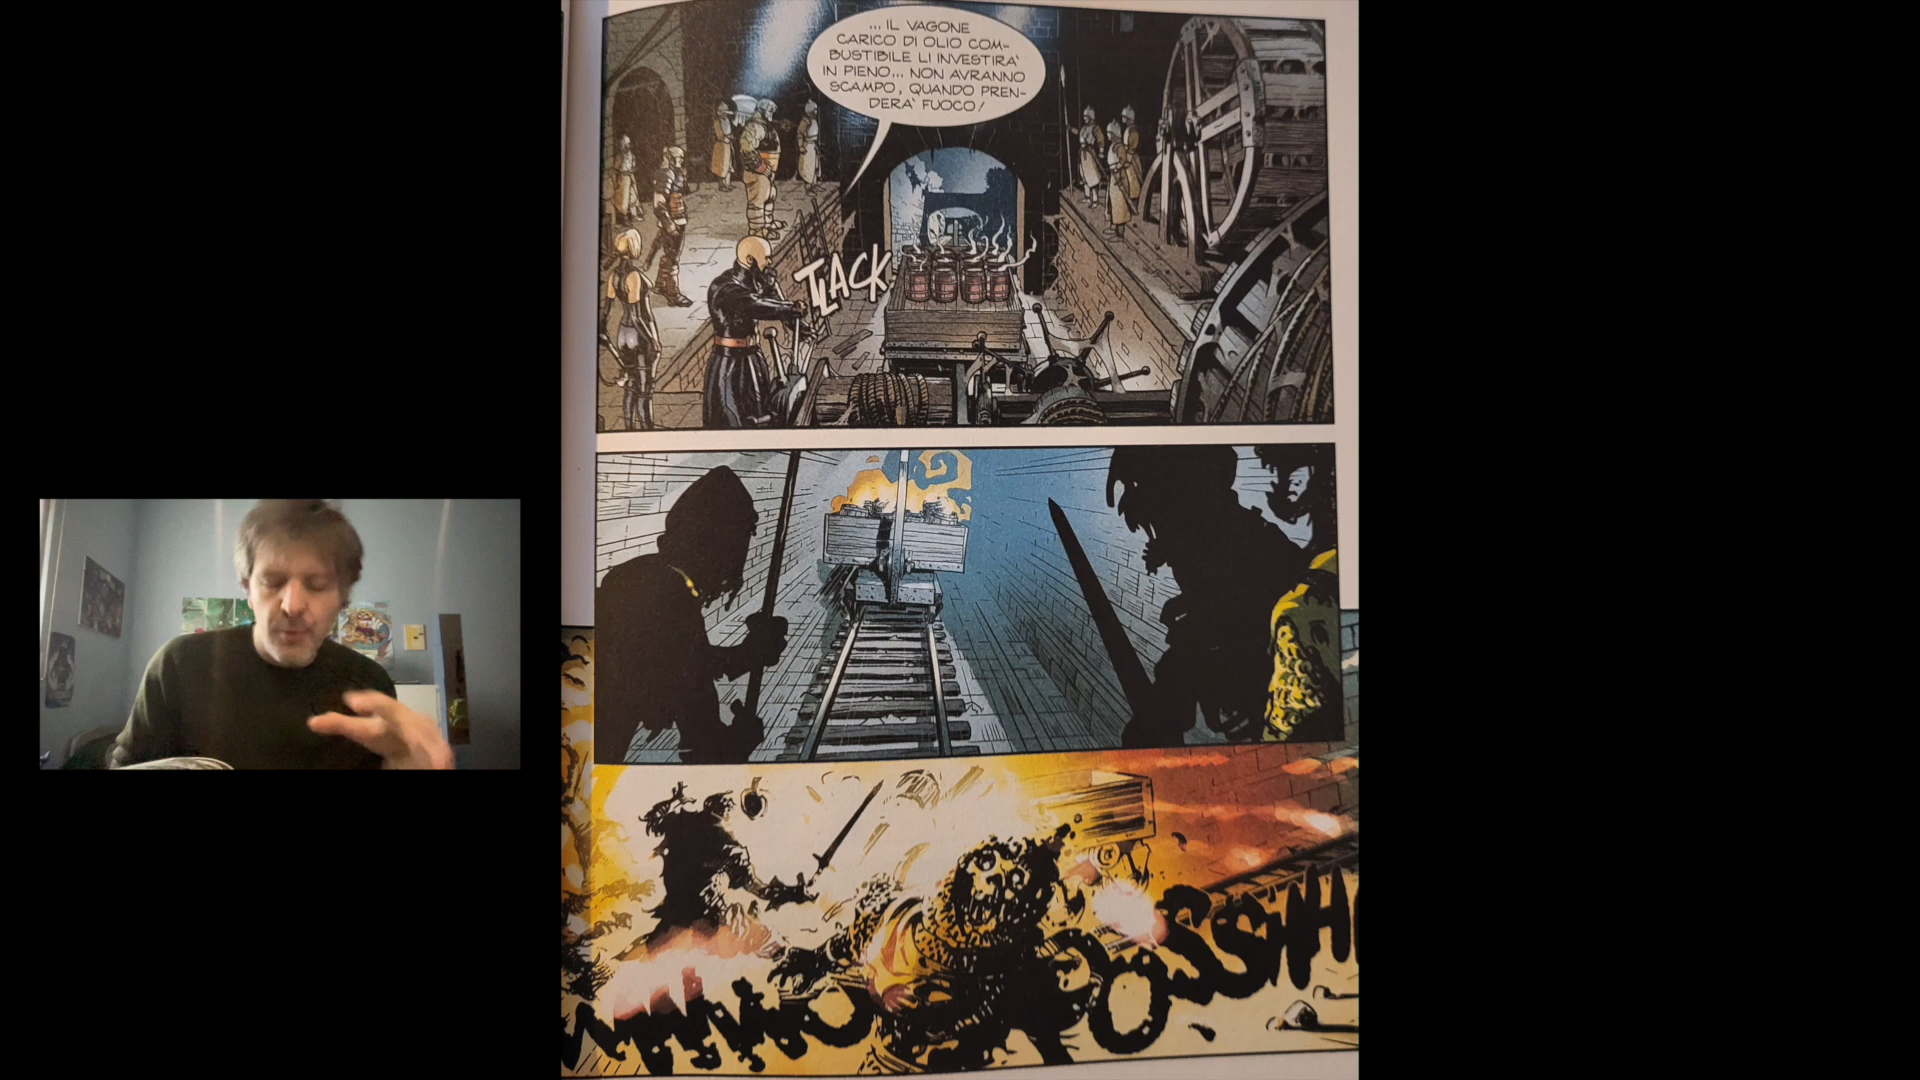 ... IL VAGONE
CARICO DI OLIO COM-
BUSTIBILE LI INVESTIRA'
IN PIENO... NON AVRANNO
SCAMPO, QUANDO PREN-
DERA' FUOCO!
TLACK